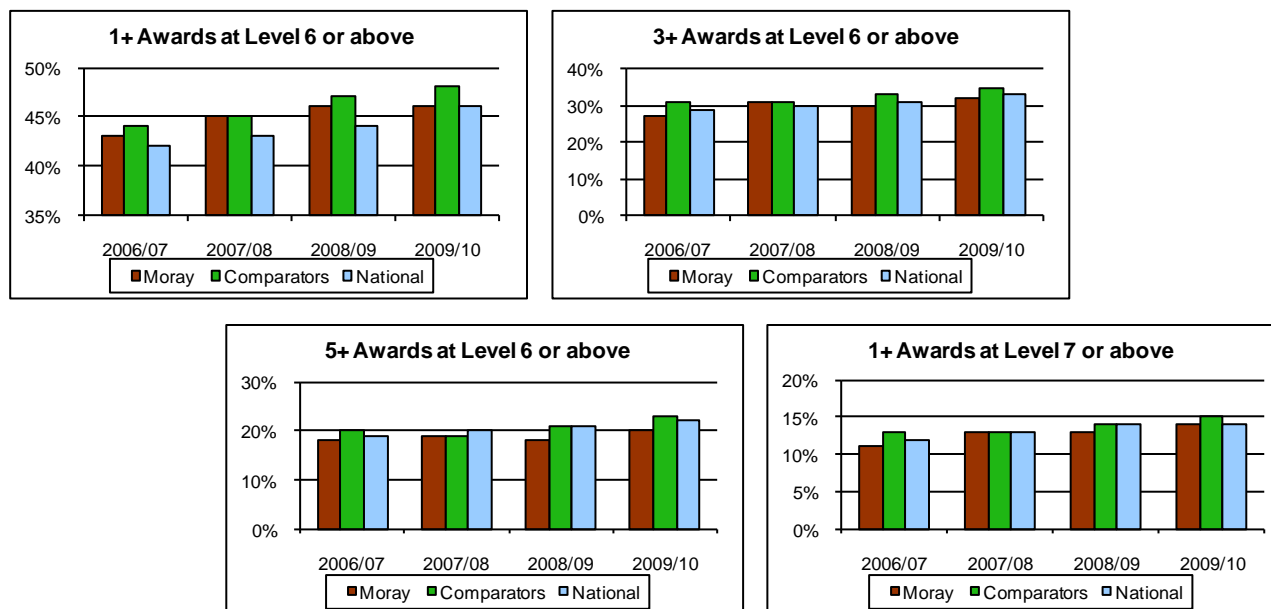 1+ Awards at Level 6 or above
50%
45%
40%
35%
2006/07 2007/08 2008/09 2009/10
Moray Comparators National
3+ Awards at Level 6 or above
40%
30%
20%
10%
0%
2006/07 2007/08 2008/09 2009/10
Moray Comparators National
5+ Awards at Level 6 or above
30%
20%
10%
0%
2006/07 2007/08 2008/09 2009/10
Moray Comparators National
1+ Awards at Level 7 or above
20%
15%
10%
5%
0%
2006/07 2007/08 2008/09 2009/10
Moray Comparators National